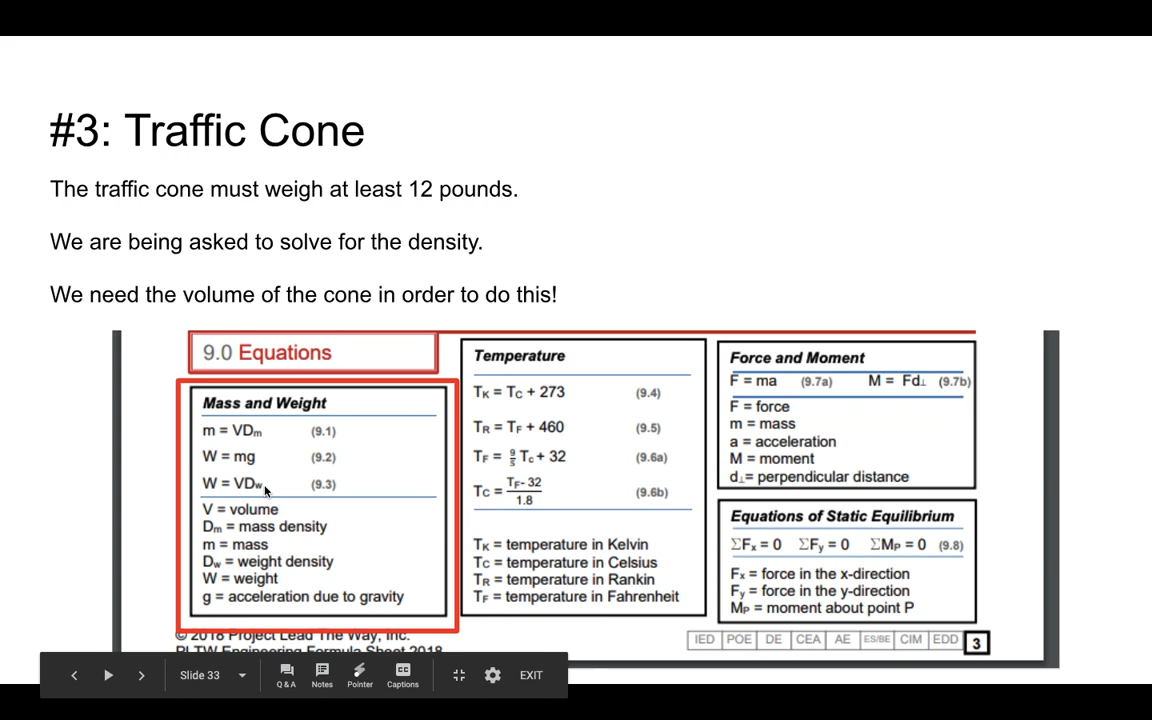 #3: Traffic Cone
The traffic cone must weigh at least 12 pounds.
We are being asked to solve for the density.
We need the volume of the cone in order to do this!
9.0 Equations
Mass and Weight
m = VDm (9.1)
W = mg (9.2)
W = VDw (9.3)
V = volume
Dm = mass density
m = mass
Dw = weight density
W = weight
g = acceleration due to gravity
Temperature
TK = TC + 273 (9.4)
TR = TF + 460 (9.5)
TF = 9/5 Tc + 32 (9.6a)
TC = TF - 32 / 1.8 (9.6b)
TK = temperature in Kelvin
TC = temperature in Celsius
TR = temperature in Rankin
TF = temperature in Fahrenheit
Force and Moment
F = ma (9.7a) M = Fd⊥ (9.7b)
F = force
m = mass
a = acceleration
M = moment
d⊥= perpendicular distance
Equations of Static Equilibrium
ΣFx = 0 ΣFy = 0 ΣMP = 0 (9.8)
Fx = force in the x-direction
Fy = force in the y-direction
MP = moment about point P
© 2018 Project Lead The Way, Inc.
PLTW Engineering Formula Sheet 2018
IED POE DE CEA AE ES/BE CIM EDD 3
Slide 33
Q & A
Notes
Pointer
CC
Captions
EXIT